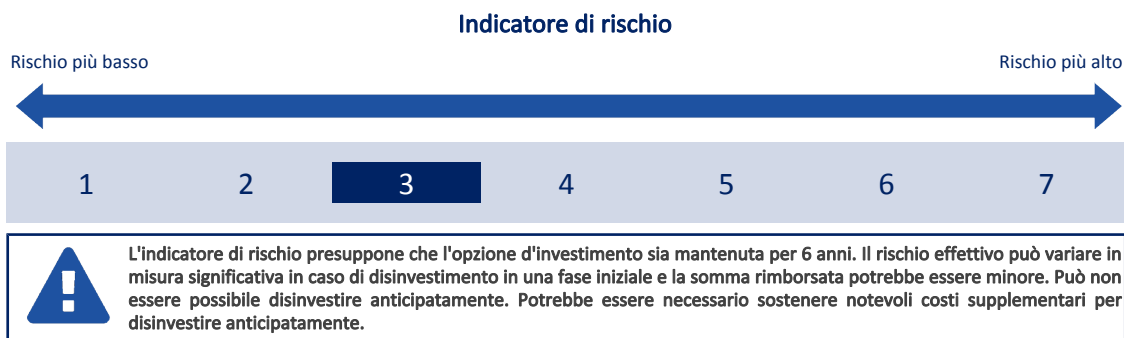 Indicatore di rischio
Rischio più basso Rischio più alto
1 2 3 4 5 6 7
L'indicatore di rischio presuppone che l'opzione d'investimento sia mantenuta per 6 anni. Il rischio effettivo può variare in
misura significativa in caso di disinvestimento in una fase iniziale e la somma rimborsata potrebbe essere minore. Può non
essere possibile disinvestire anticipatamente. Potrebbe essere necessario sostenere notevoli costi supplementari per
disinvestire anticipatamente.